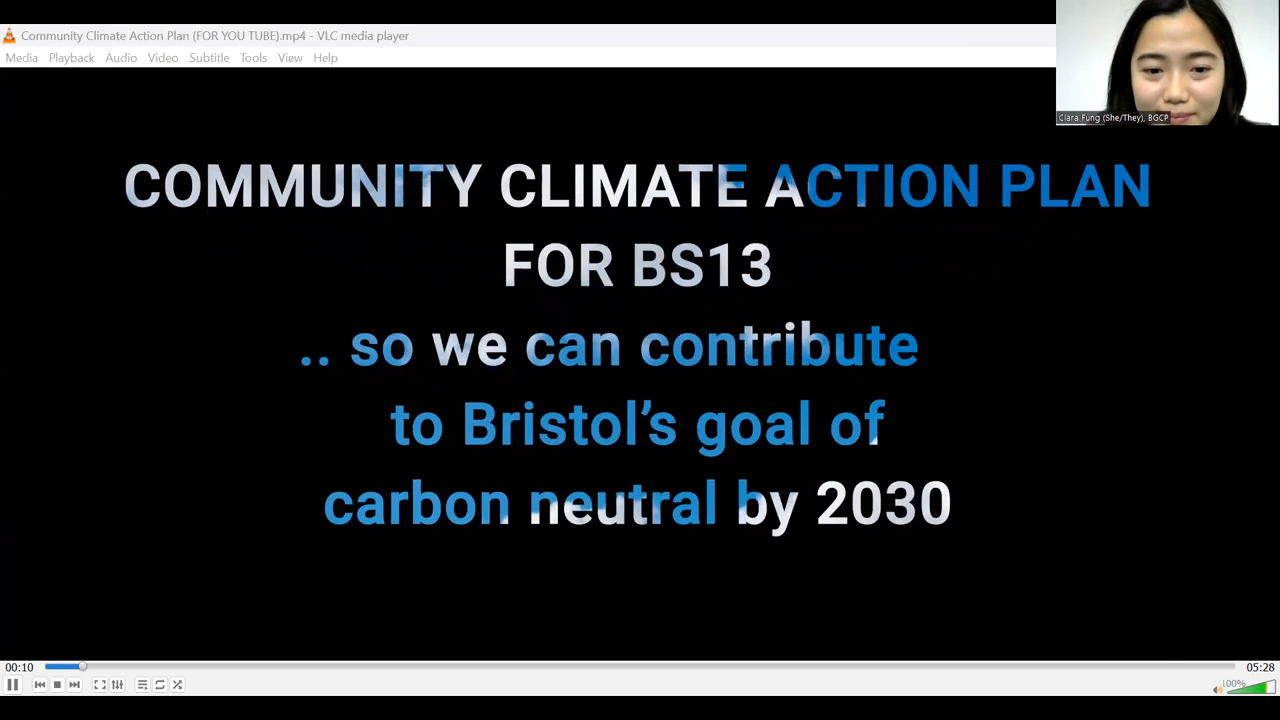 Community Climate Action Plan (FOR YOU TUBE).mp4 - VLC media player
Media Playback Audio Video Subtitle Tools View Help
Clara Fung (She/They), BGCP
COMMUNITY CLIMATE ACTION PLAN
FOR BS13
.. so we can contribute
to Bristol’s goal of
carbon neutral by 2030
00:10 05:28
100%